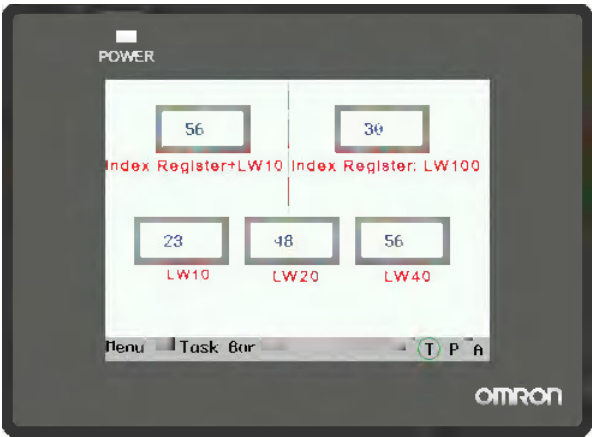 POWER
56
30
Index Register+LW10
Index Register: LW100
23
48
56
LW10
LW20
LW40
Menu
Task Bar
T P A
OMRON